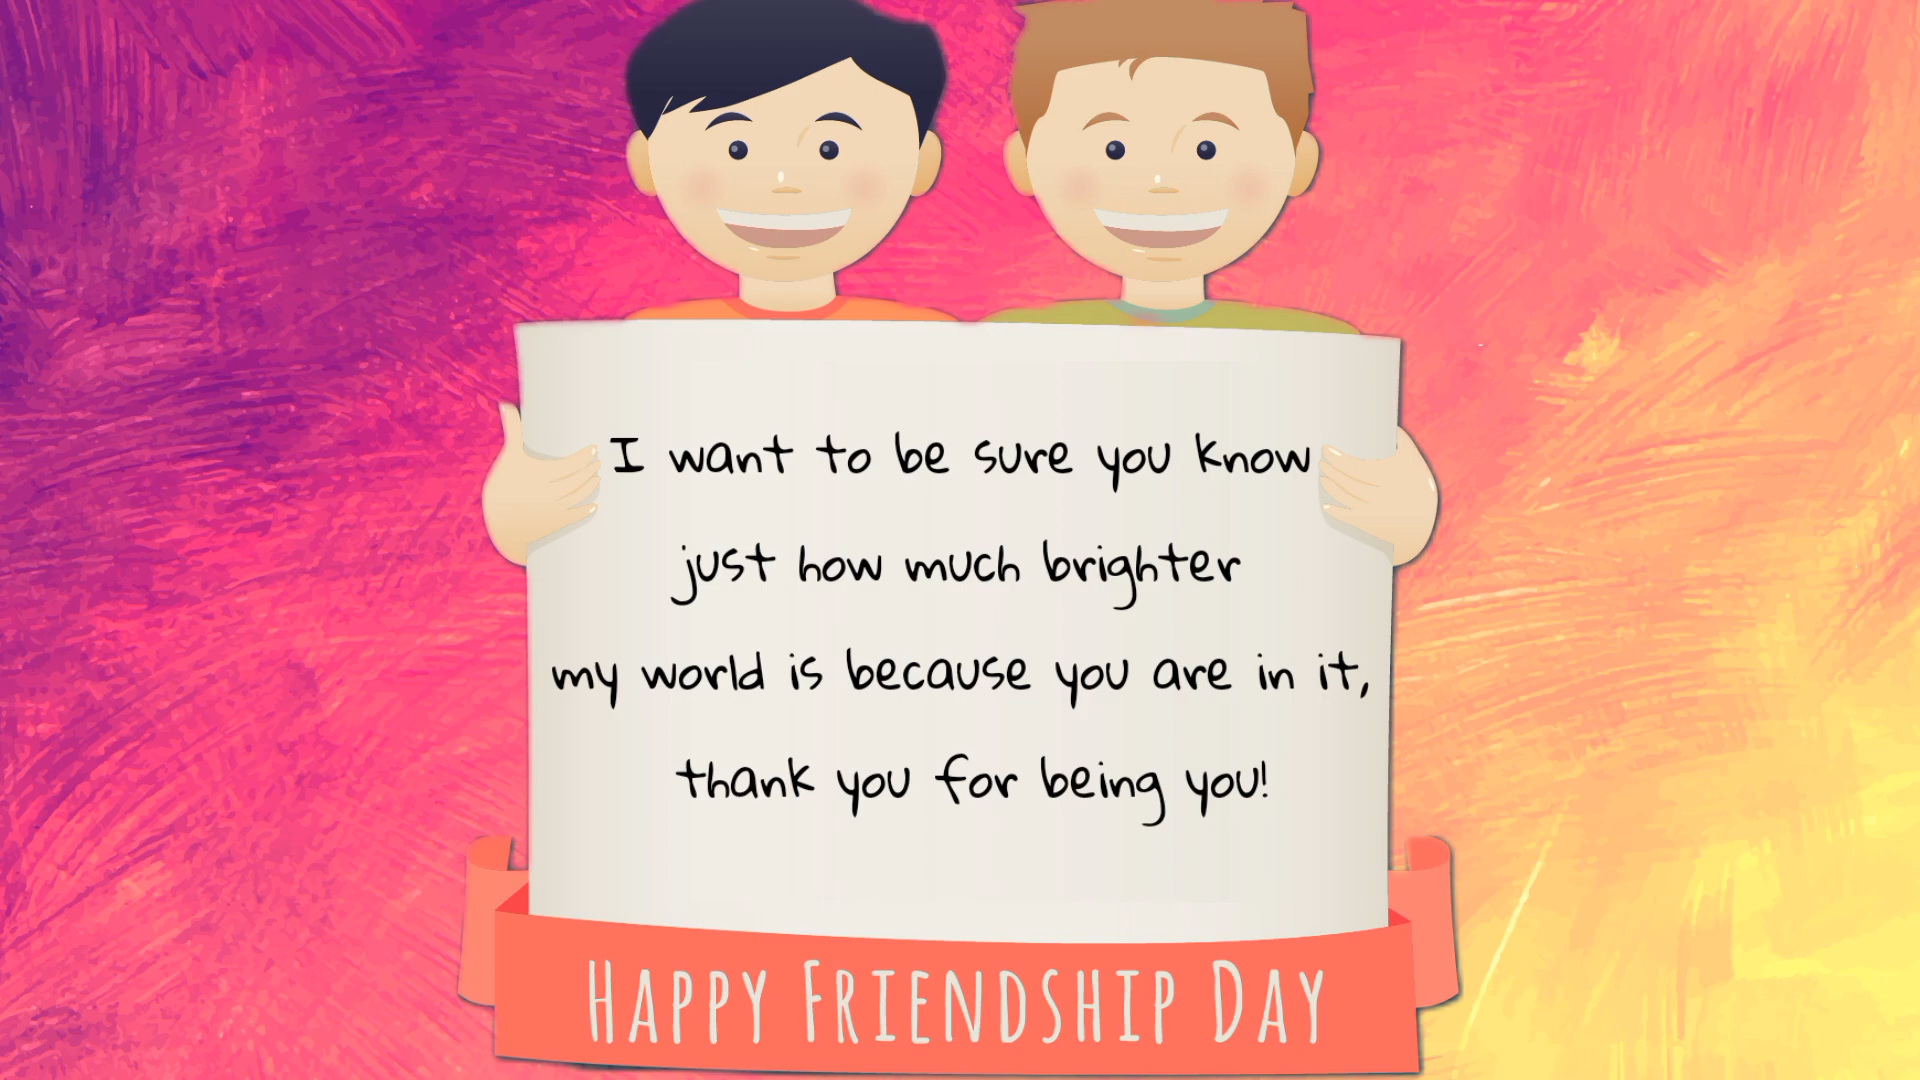 I want to be sure you know
just how much brighter
my world is because you are in it,
thank you for being you!
Happy Friendship Day